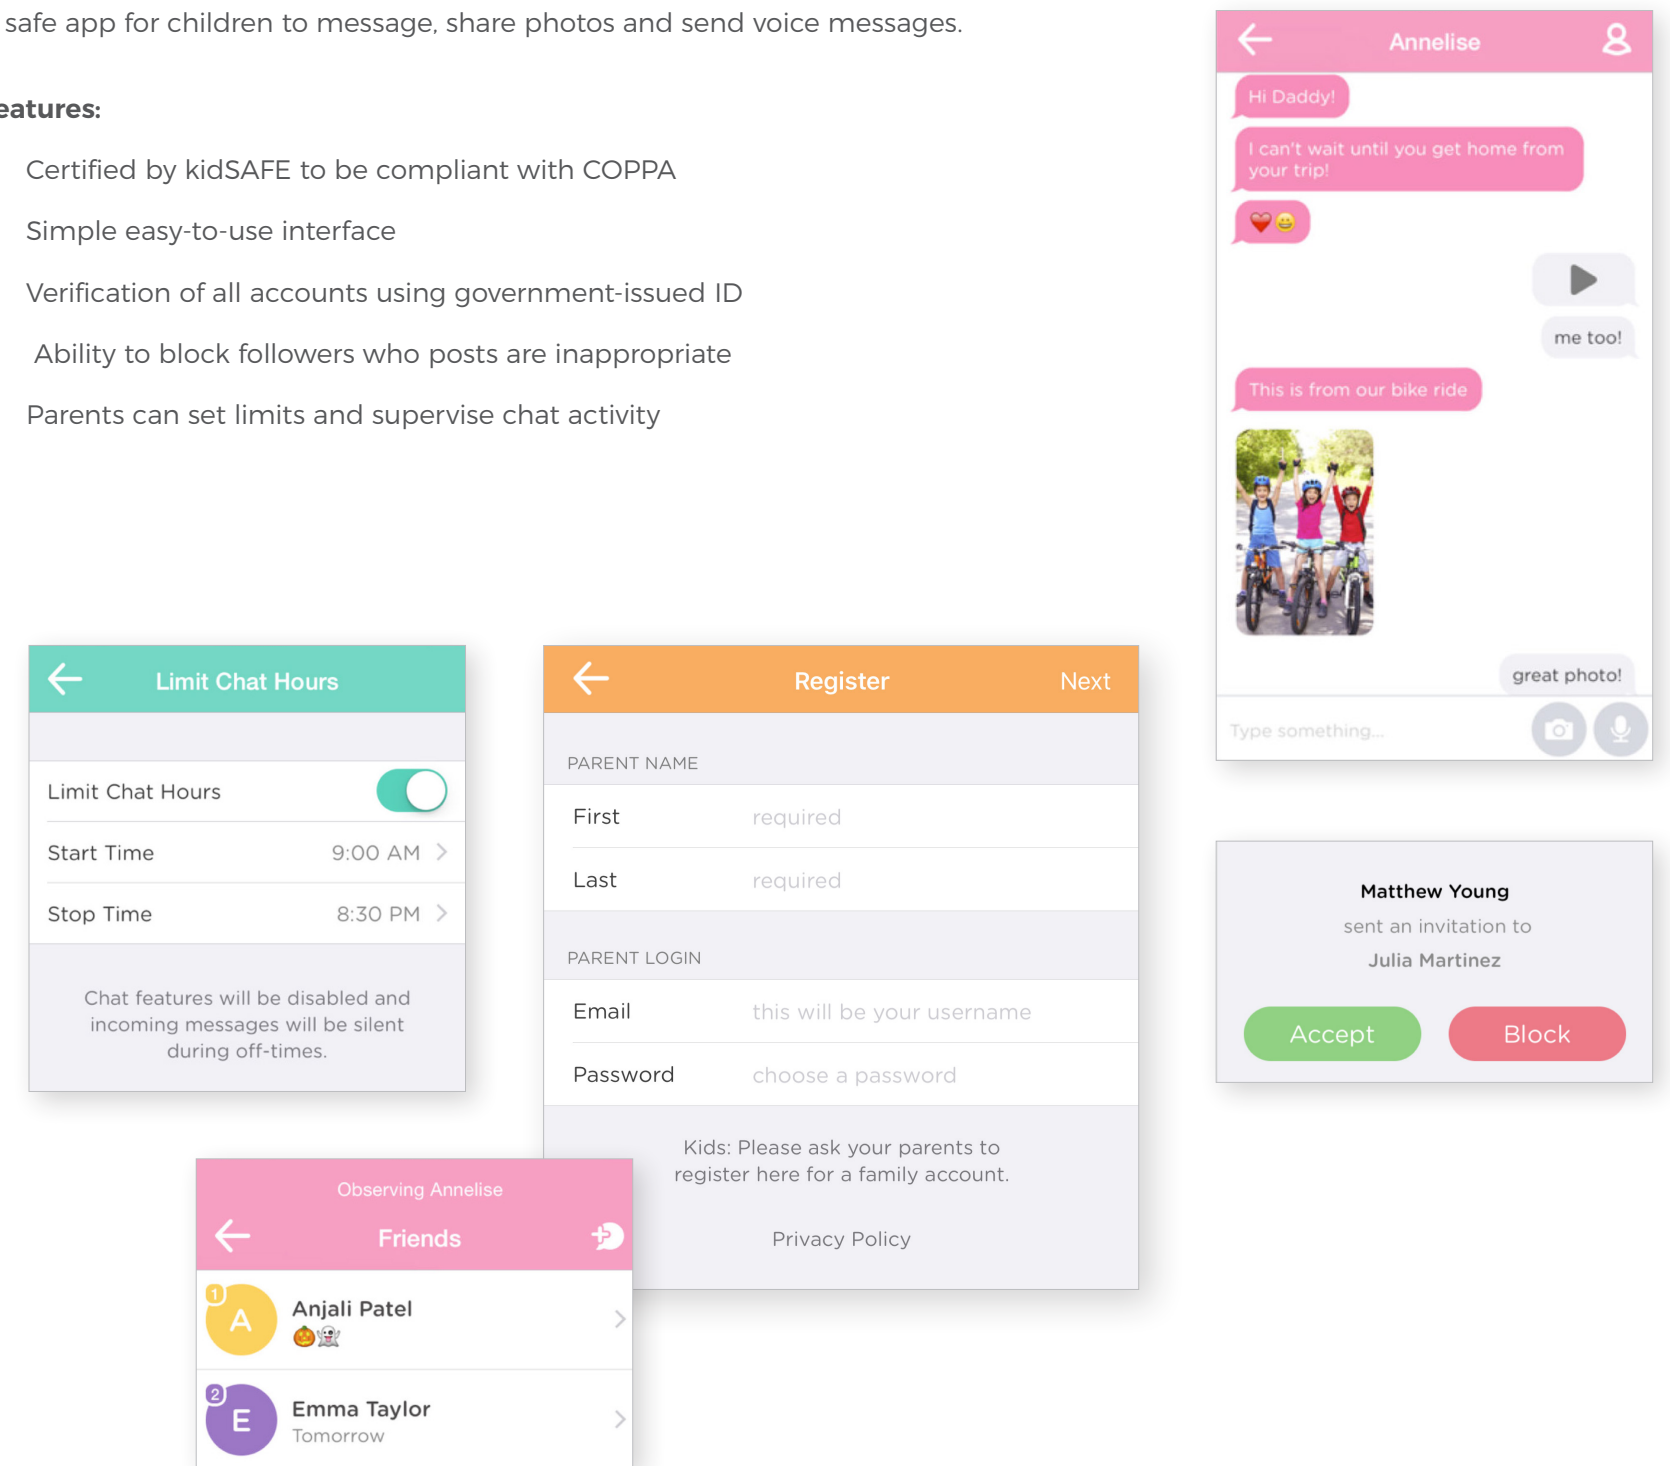 safe app for children to message, share photos and send voice messages.
eatures:
Certified by kidSAFE to be compliant with COPPA
Simple easy-to-use interface
Verification of all accounts using government-issued ID
Ability to block followers who posts are inappropriate
Parents can set limits and supervise chat activity
Annelise
Hi Daddy!
I can't wait until you get home from
your trip!
❤️😀
me too!
This is from our bike ride
great photo!
Type something...
Limit Chat Hours
Limit Chat Hours
Start Time 9:00 AM
Stop Time 8:30 PM
Chat features will be disabled and
incoming messages will be silent
during off-times.
Register Next
PARENT NAME
First required
Last required
PARENT LOGIN
Email this will be your username
Password choose a password
Kids: Please ask your parents to
register here for a family account.
Privacy Policy
Matthew Young
sent an invitation to
Julia Martinez
Accept Block
Observing Annelise
Friends
1
A
Anjali Patel
🎃👻
2
E
Emma Taylor
Tomorrow